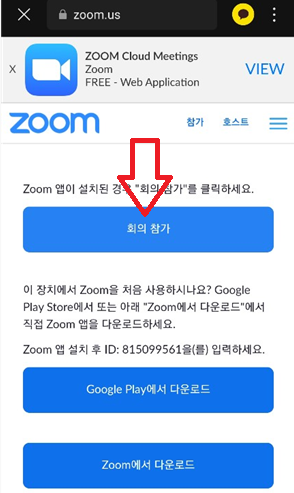 zoom.us
X
ZOOM Cloud Meetings
Zoom
FREE - Web Application
VIEW
zoom
참가
호스트
Zoom 앱이 설치된 경우 "회의 참가"를 클릭하세요.
회의 참가
이 장치에서 Zoom을 처음 사용하시나요? Google
Play Store에서 또는 아래 "Zoom에서 다운로드"에서
직접 Zoom 앱을 다운로드하세요.
Zoom 앱 설치 후 ID: 815099561을(를) 입력하세요.
Google Play에서 다운로드
Zoom에서 다운로드